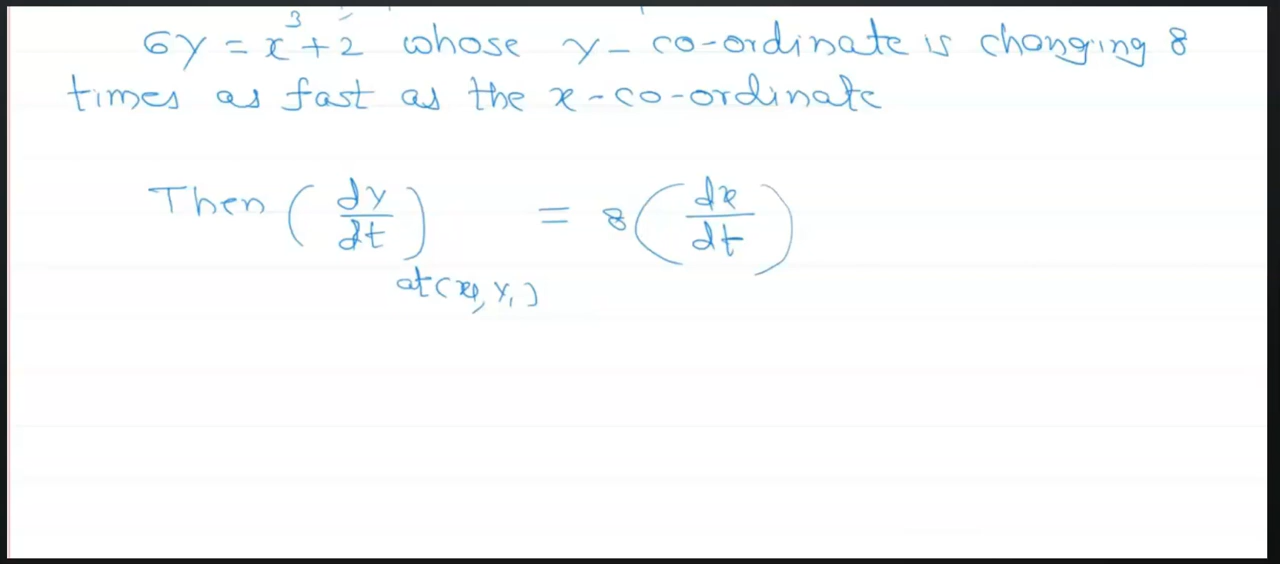 6y = x³ + 2 whose y - co-ordinate is changing 8
times as fast as the x - co-ordinate
Then (dy/dt) at (x₁, y₁) = 8 (dx/dt)